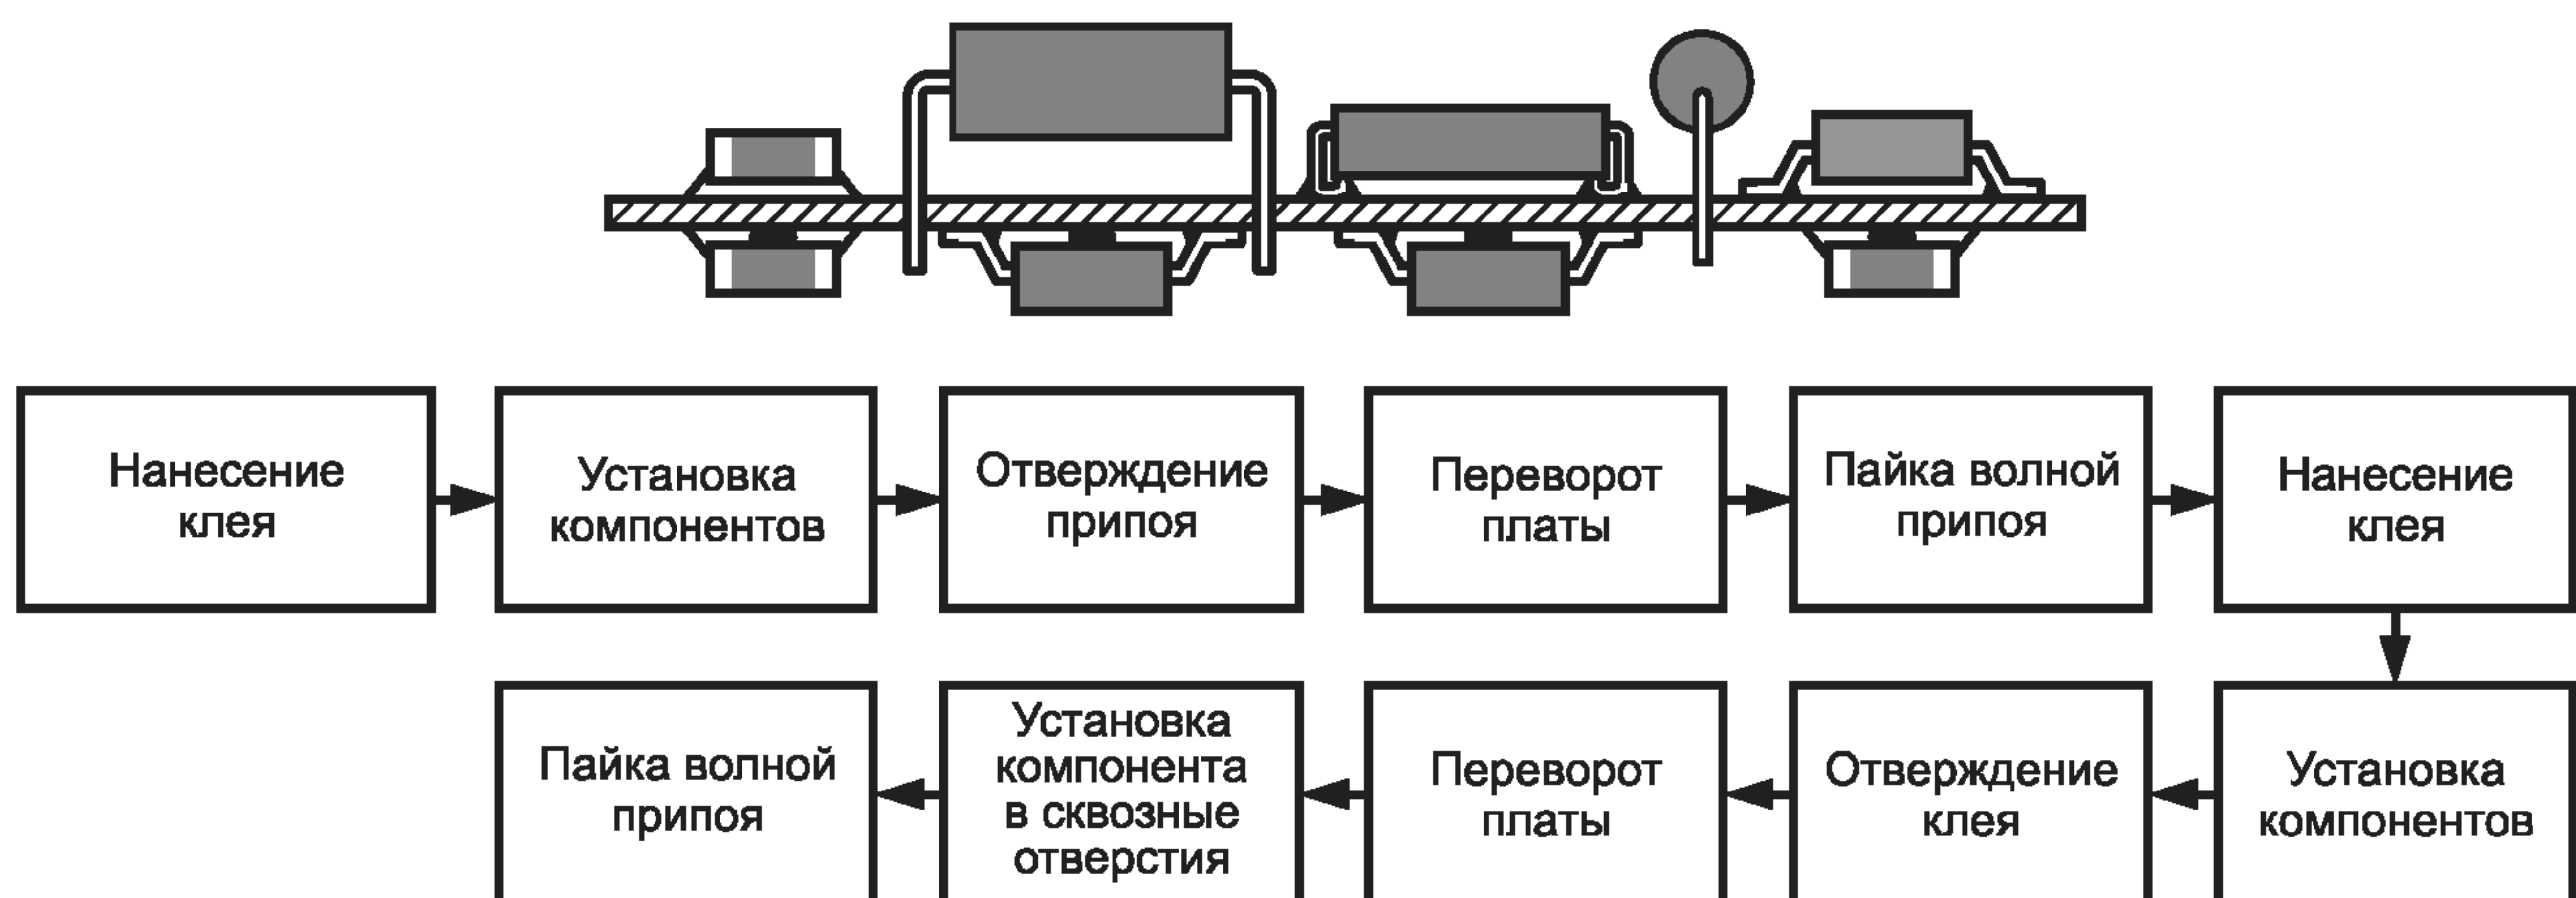 Нанесение
клея
Установка
компонентов
Отверждение
припоя
Переворот
платы
Пайка волной
припоя
Нанесение
клея
Установка
компонентов
Отверждение
клея
Переворот
платы
Установка
компонента
в сквозные
отверстия
Пайка волной
припоя